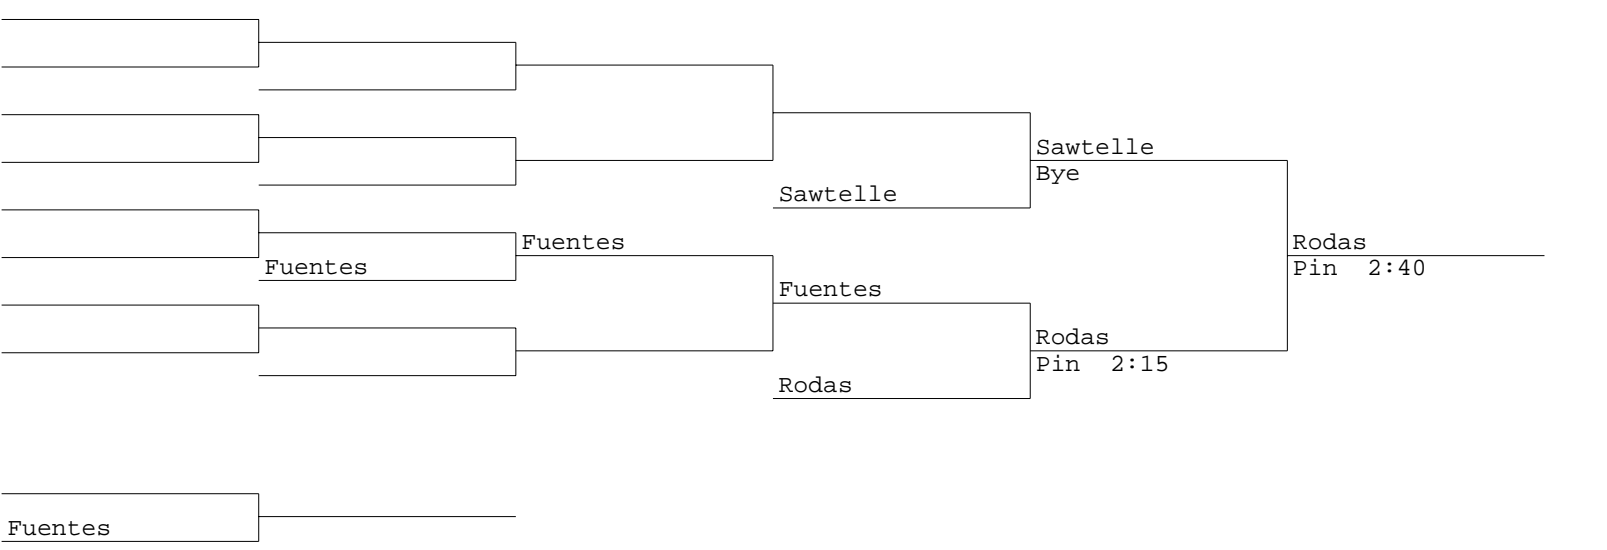 Sawtelle
Bye
Sawtelle
Fuentes
Rodas
Fuentes
Pin  2:40
Fuentes
Rodas
Pin  2:15
Rodas
Fuentes